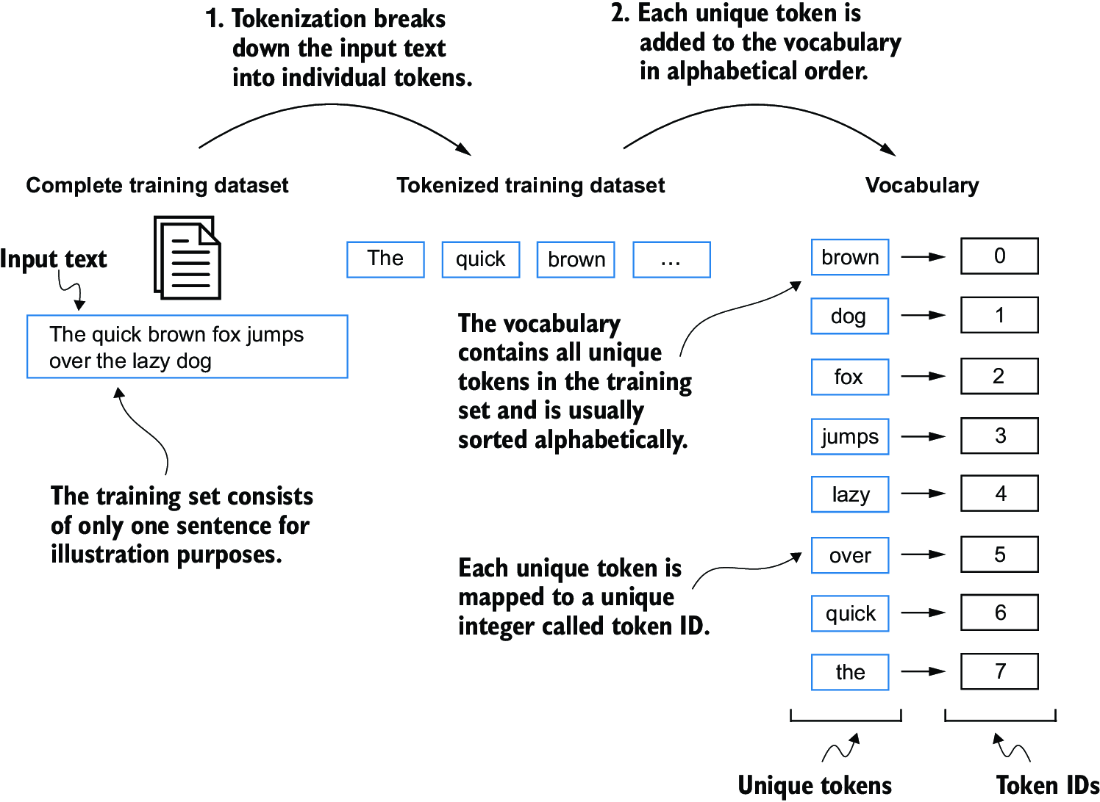 1. Tokenization breaks
down the input text
into individual tokens.
2. Each unique token is
added to the vocabulary
in alphabetical order.
Complete training dataset
Tokenized training dataset
Vocabulary
Input text
The quick brown fox jumps
over the lazy dog
The training set consists
of only one sentence for
illustration purposes.
The
quick
brown
...
The vocabulary
contains all unique
tokens in the training
set and is usually
sorted alphabetically.
Each unique token is
mapped to a unique
integer called token ID.
brown 0
dog 1
fox 2
jumps 3
lazy 4
over 5
quick 6
the 7
Unique tokens
Token IDs